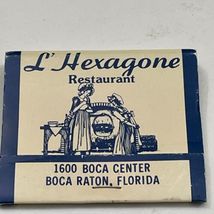 L'Hexagone
Restaurant
1600 BOCA CENTER
BOCA RATON, FLORIDA